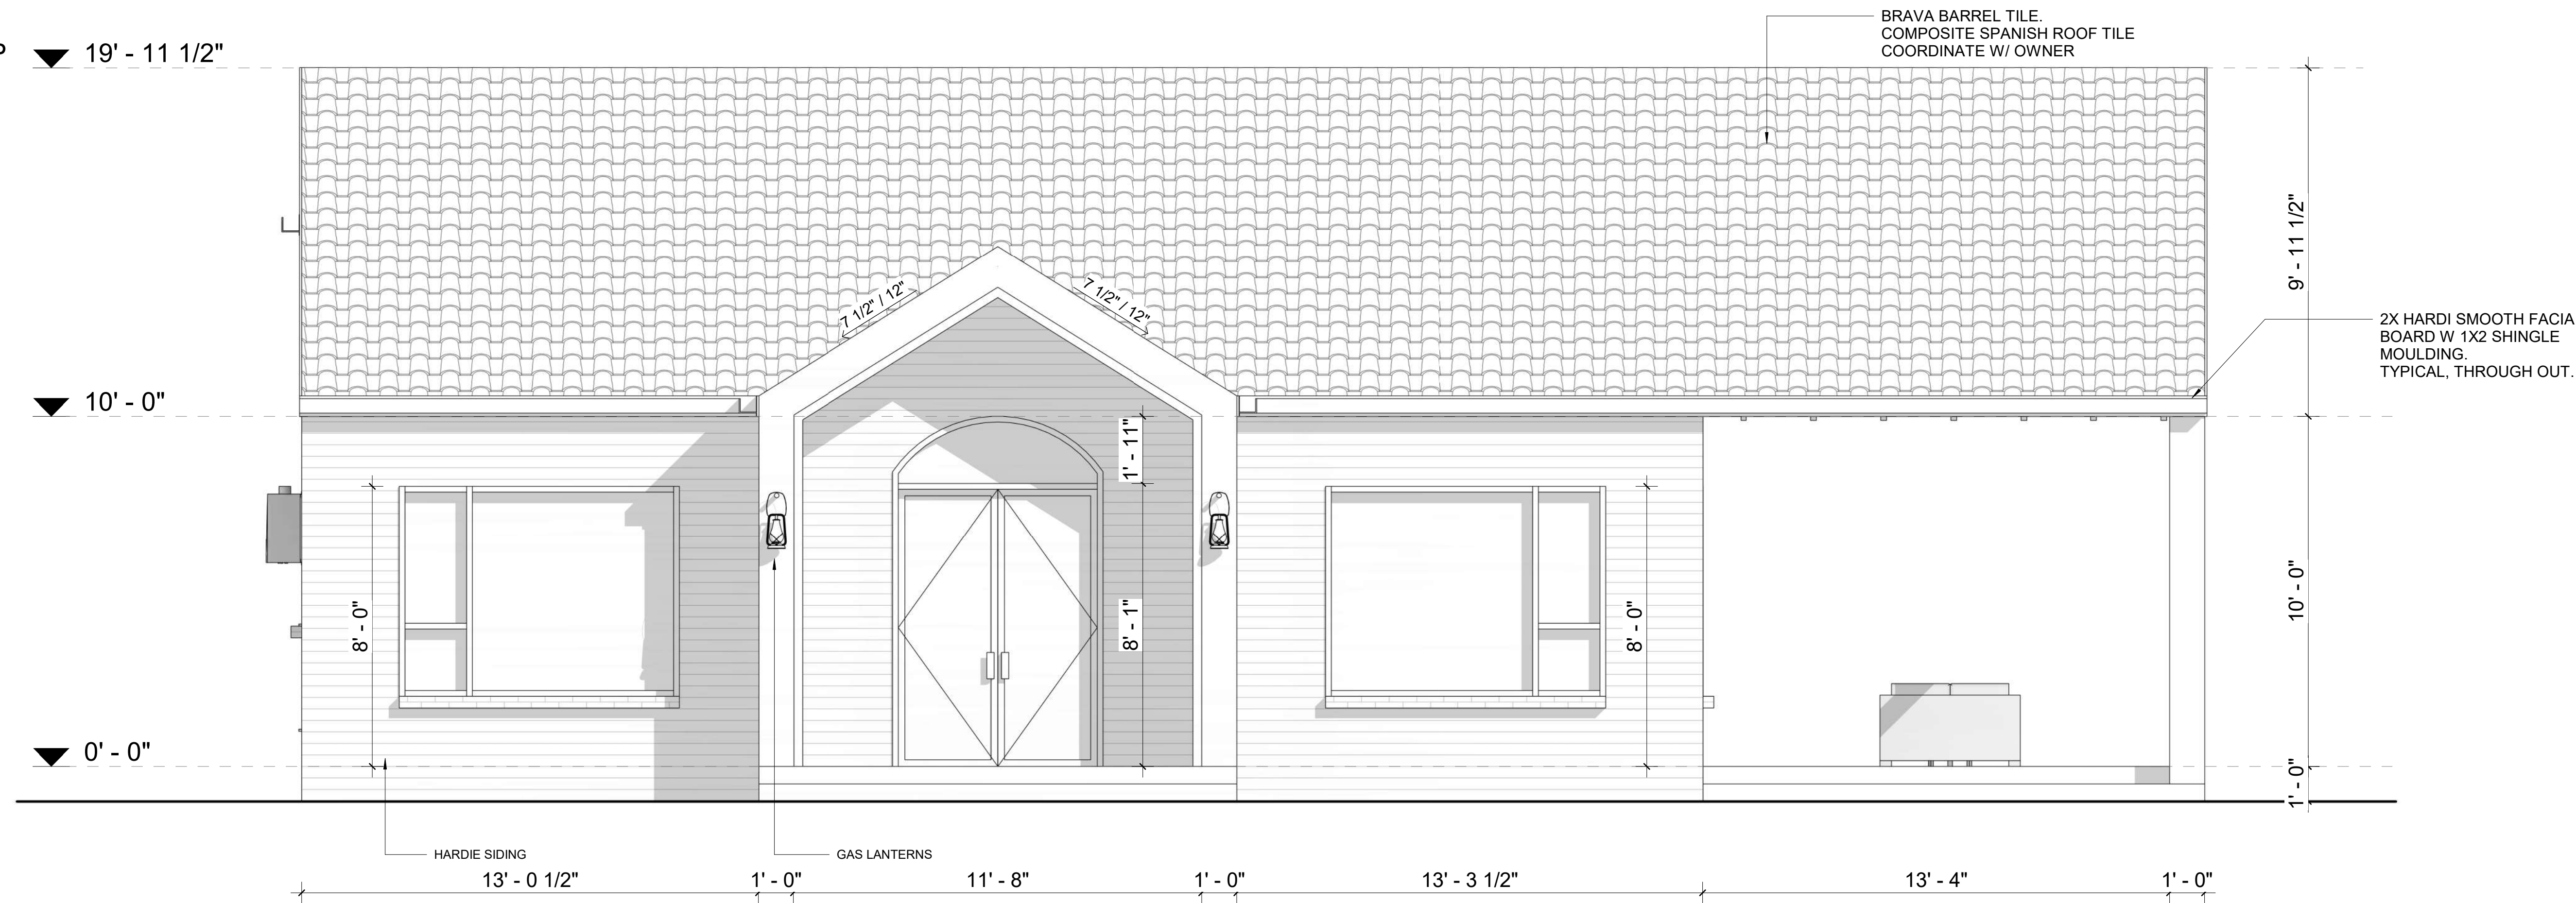 BRAVA BARREL TILE.
COMPOSITE SPANISH ROOF TILE
COORDINATE W/ OWNER
19' - 11 1/2"
9' - 11 1/2"
7 1/2" / 12"
7 1/2" / 12"
2X HARDI SMOOTH FACIA
BOARD W 1X2 SHINGLE
MOULDING.
TYPICAL, THROUGH OUT.
10' - 0"
1' - 11"
8' - 0"
8' - 1"
8' - 0"
10' - 0"
0' - 0"
1' - 0"
HARDIE SIDING
GAS LANTERNS
13' - 0 1/2"
1' - 0"
11' - 8"
1' - 0"
13' - 3 1/2"
13' - 4"
1' - 0"